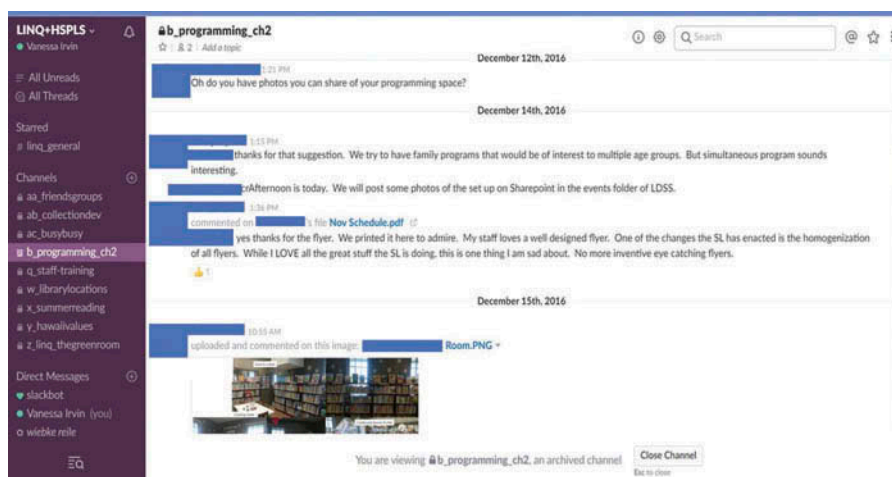 LINQ+HSPLS
Vanessa Irvin
All Unreads
All Threads
Starred
# linq_general
Channels
aa_friendsgroups
ab_collectiondev
ac_busybusy
b_programming_ch2
q_staff-training
w_librarylocations
x_summerreading
y_hawaiivalues
z_linq_thegreenroom
Direct Messages
slackbot
Vanessa Irvin (you)
wiebke reile
b_programming_ch2
2 Add a topic
Search
December 12th, 2016
1:21 PM
Oh do you have photos you can share of your programming space?
December 14th, 2016
1:15 PM
thanks for that suggestion. We try to have family programs that would be of interest to multiple age groups. But simultaneous program sounds
interesting.
crAfternoon is today. We will post some photos of the set up on Sharepoint in the events folder of LDSS.
1:36 PM
commented on 's file Nov Schedule.pdf
yes thanks for the flyer. We printed it here to admire. My staff loves a well designed flyer. One of the changes the SL has enacted is the homogenization
of all flyers. While I LOVE all the great stuff the SL is doing, this is one thing I am sad about. No more inventive eye catching flyers.
1
December 15th, 2016
10:55 AM
uploaded and commented on this image: Room.PNG
You are viewing b_programming_ch2, an archived channel
Close Channel
Esc to close